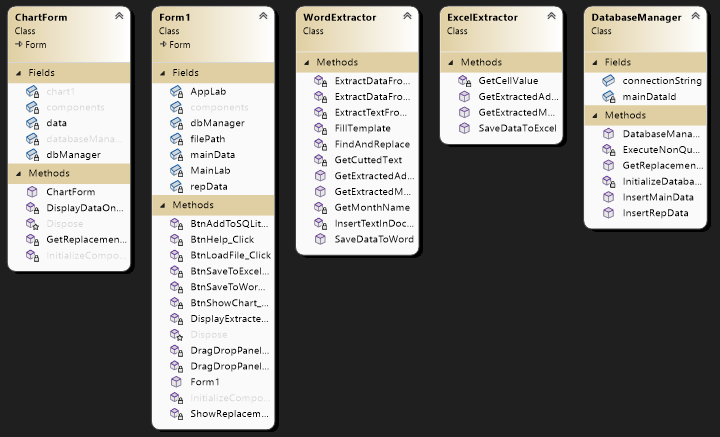 ChartForm
Class
Form
Fields
chart1
components
data
databaseMana...
dbManager
Methods
ChartForm
DisplayDataOn...
Dispose
GetReplacemen...
InitializeCompo...
Form1
Class
Form
Fields
AppLab
components
dbManager
filePath
mainData
MainLab
repData
Methods
BtnAddToSQLit...
BtnHelp_Click
BtnLoadFile_Click
BtnSaveToExcel...
BtnSaveToWor...
BtnShowChart_...
DisplayExtracte...
Dispose
DragDropPanel...
DragDropPanel...
Form1
InitializeCompo...
ShowReplacem...
WordExtractor
Class
Methods
ExtractDataFro...
ExtractDataFro...
ExtractTextFro...
FillTemplate
FindAndReplace
GetCuttedText
GetExtractedAd...
GetExtractedM...
GetMonthName
InsertTextInDoc...
SaveDataToWord
ExcelExtractor
Class
Methods
GetCellValue
GetExtractedAd...
GetExtractedM...
SaveDataToExcel
DatabaseManager
Class
Fields
connectionString
mainDataId
Methods
DatabaseMana...
ExecuteNonQu...
GetReplacemen...
InitializeDataba...
InsertMainData
InsertRepData